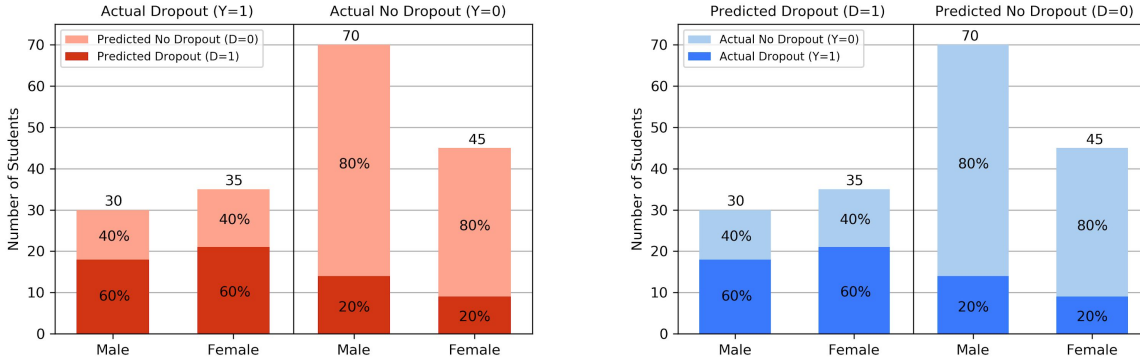 Actual Dropout (Y=1)
Actual No Dropout (Y=0)
Number of Students
70
60
50
40
30
20
10
0
Predicted No Dropout (D=0)
Predicted Dropout (D=1)
30
40%
60%
35
40%
60%
70
80%
20%
45
80%
20%
Male
Female
Male
Female
Predicted Dropout (D=1)
Predicted No Dropout (D=0)
Number of Students
70
60
50
40
30
20
10
0
Actual No Dropout (Y=0)
Actual Dropout (Y=1)
30
40%
60%
35
40%
60%
70
80%
20%
45
80%
20%
Male
Female
Male
Female